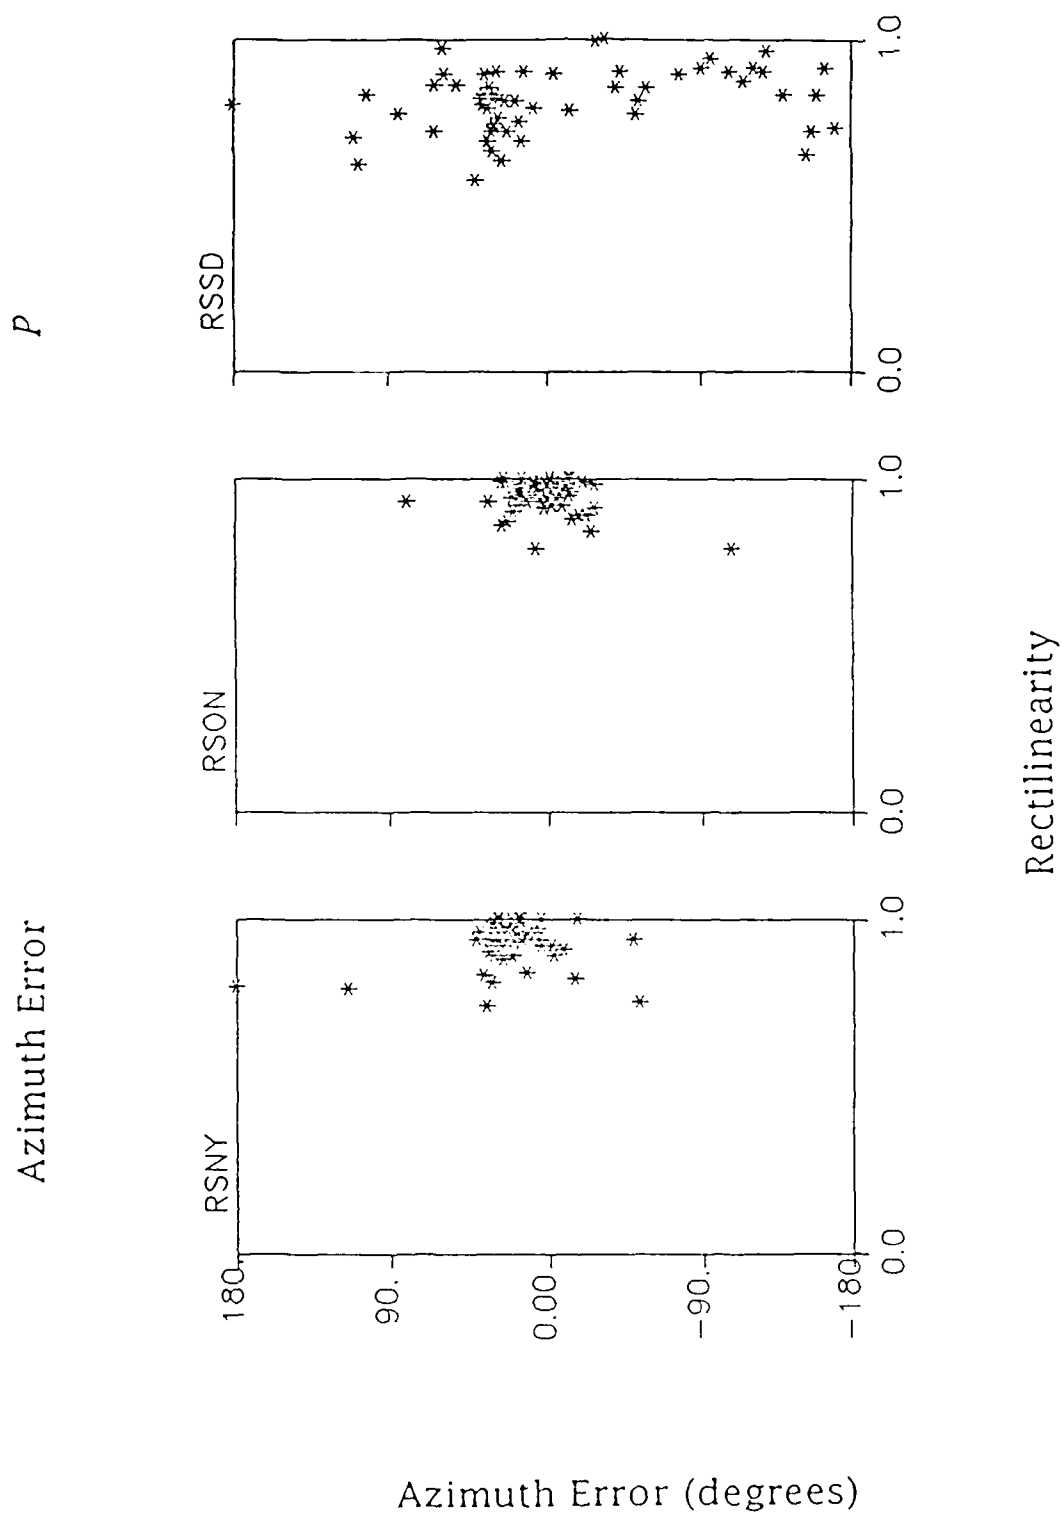 Azimuth Error
P
RSNY
RSON
RSSD
180.
90.
0.00
-90.
-180.
0.0
1.0
0.0
1.0
0.0
1.0
Azimuth Error (degrees)
Rectilinearity